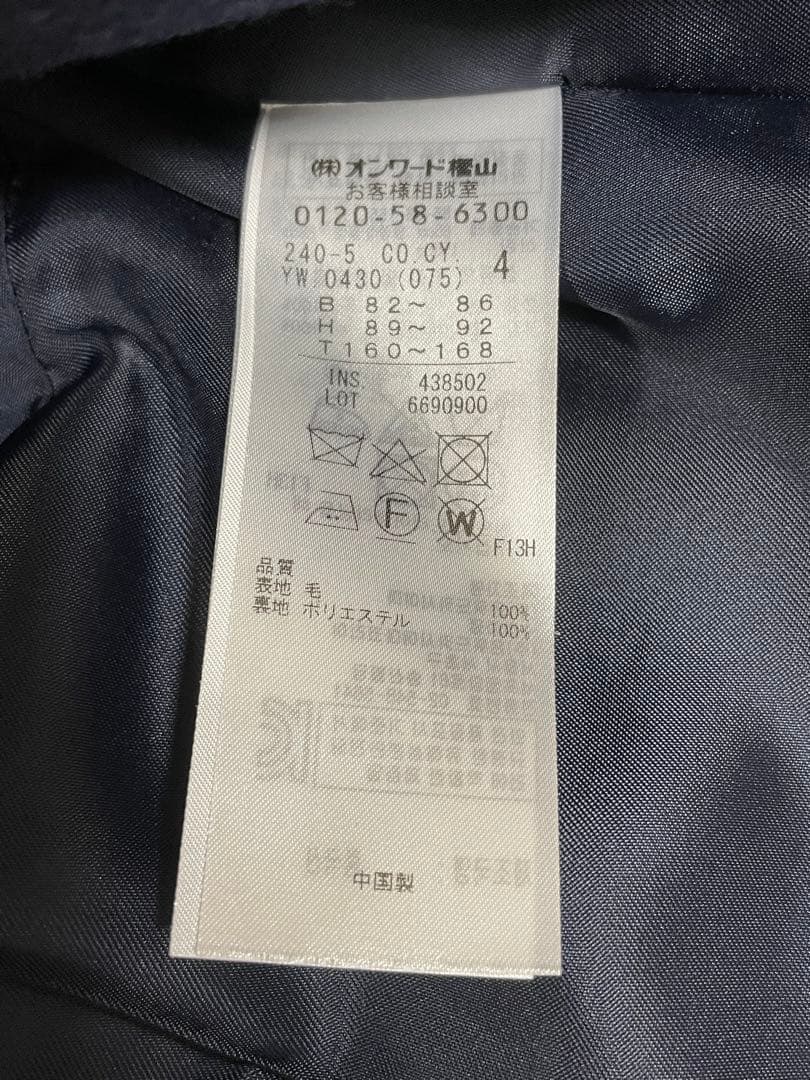 (株)オンワード樫山
お客様相談室
0120-58-6300
240-5 CO.CY. 4
YW 0430 (075)
B 82～ 86
H 89～ 92
T 160～168
INS. 438502
LOT 6690900
F
W
F13H
品質
表地 毛 100%
裏地 ポリエステル 100%
中国製